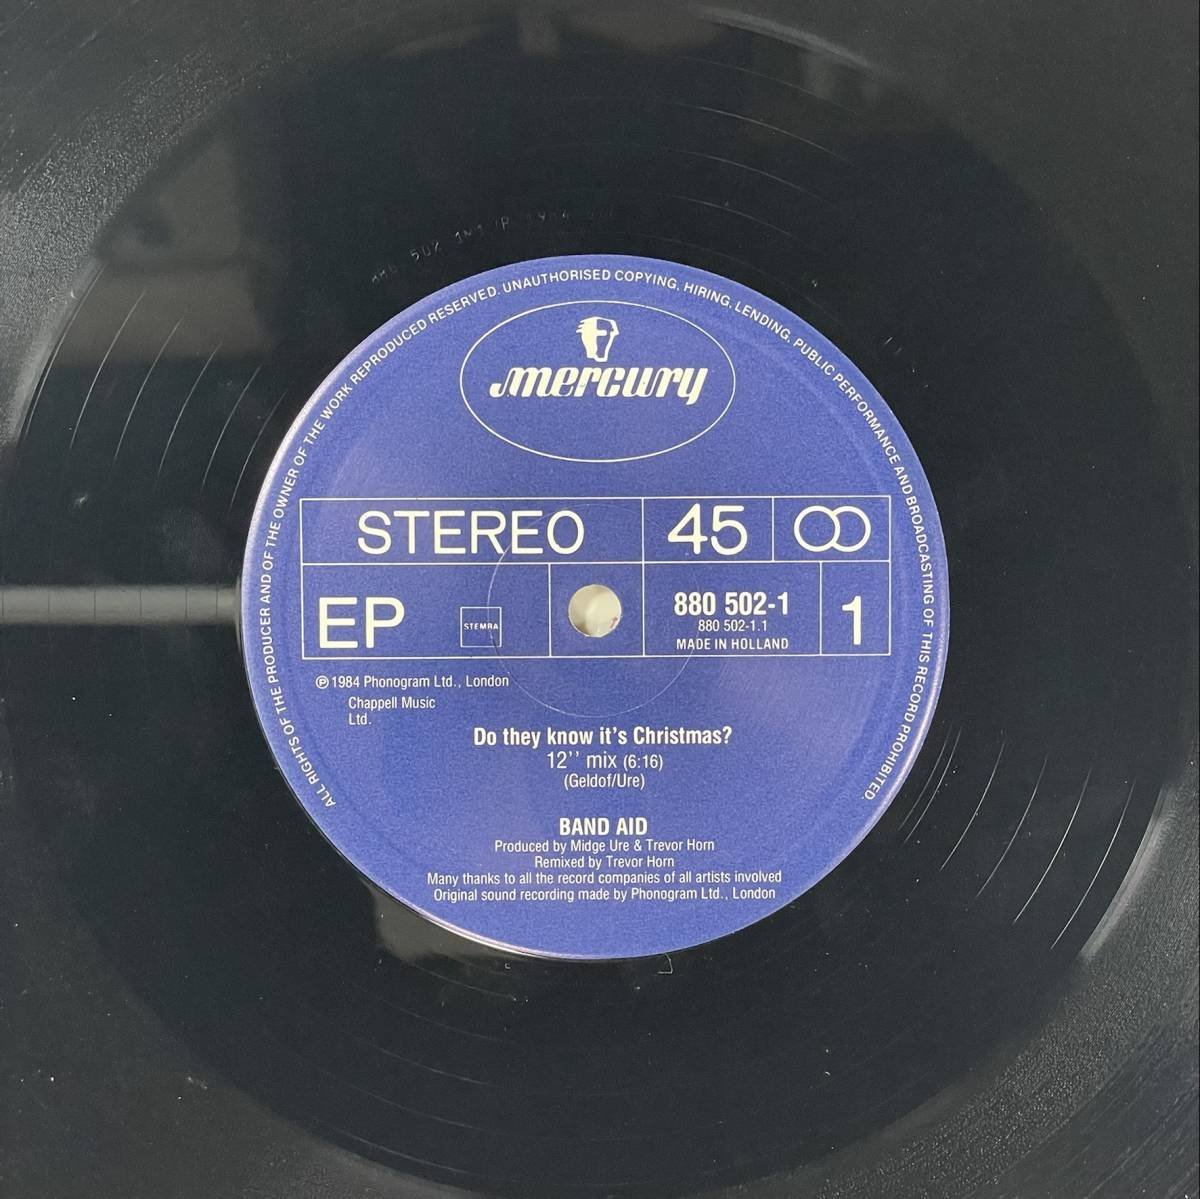 ALL RIGHTS OF THE PRODUCER AND OF THE OWNER OF THE WORK REPRODUCED RESERVED. UNAUTHORISED COPYING, HIRING, LENDING, PUBLIC PERFORMANCE AND BROADCASTING OF THIS RECORD PROHIBITED.
mercury
STEREO 45
EP STEMRA 880 502-1 1
880 502-1.1
MADE IN HOLLAND
℗ 1984 Phonogram Ltd., London
Chappell Music
Ltd.
Do they know it's Christmas?
12'' mix (6:16)
(Geldof/Ure)
BAND AID
Produced by Midge Ure & Trevor Horn
Remixed by Trevor Horn
Many thanks to all the record companies of all artists involved
Original sound recording made by Phonogram Ltd., London